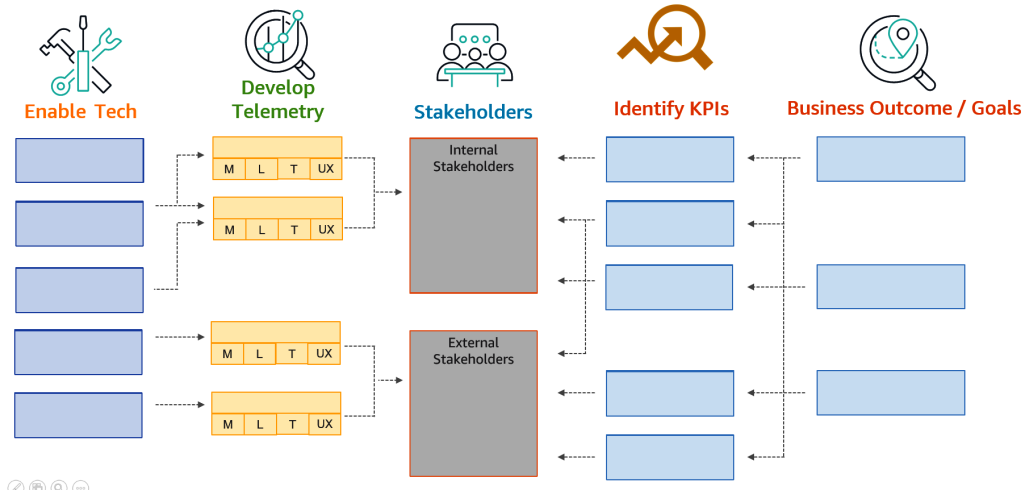 Enable Tech
Develop
Telemetry
Stakeholders
Identify KPIs
Business Outcome / Goals
M L T UX
M L T UX
M L T UX
M L T UX
Internal
Stakeholders
External
Stakeholders